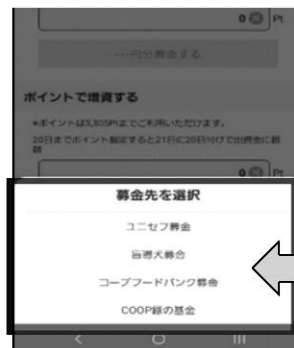 0 Pt
---円分募金する
ポイントで増資する
*ポイントは3,305Ptまでご利用いただけます。
20日までポイント指定すると21日に20日付けで出資金に振替
0 Pt
募金先を選択
ユニセフ募金
盲導犬募合
コープフードバンク募金
COOP緑の基金